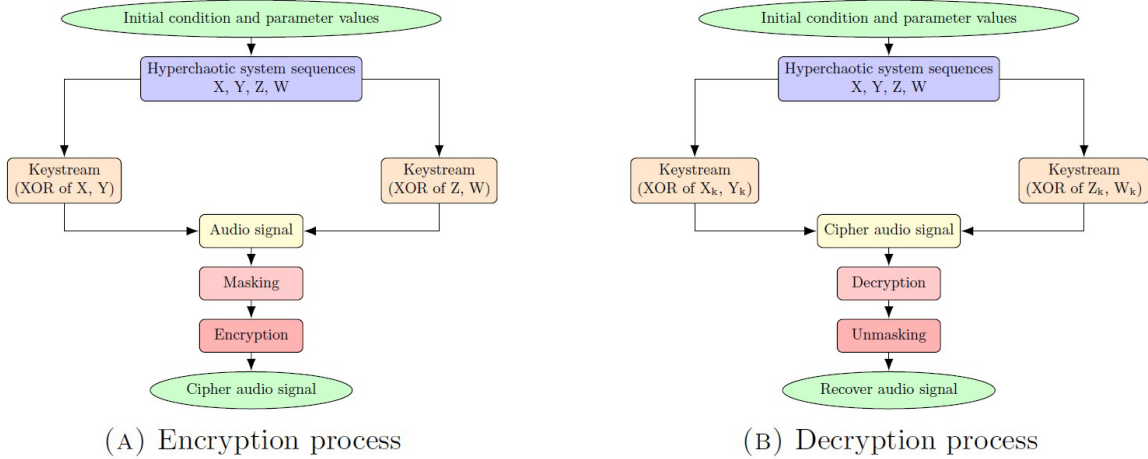 Initial condition and parameter values
Hyperchaotic system sequences
X, Y, Z, W
Keystream
(XOR of X, Y)
Keystream
(XOR of Z, W)
Audio signal
Masking
Encryption
Cipher audio signal
(A) Encryption process
Initial condition and parameter values
Hyperchaotic system sequences
X, Y, Z, W
Keystream
(XOR of Xₖ, Yₖ)
Keystream
(XOR of Zₖ, Wₖ)
Cipher audio signal
Decryption
Unmasking
Recover audio signal
(B) Decryption process